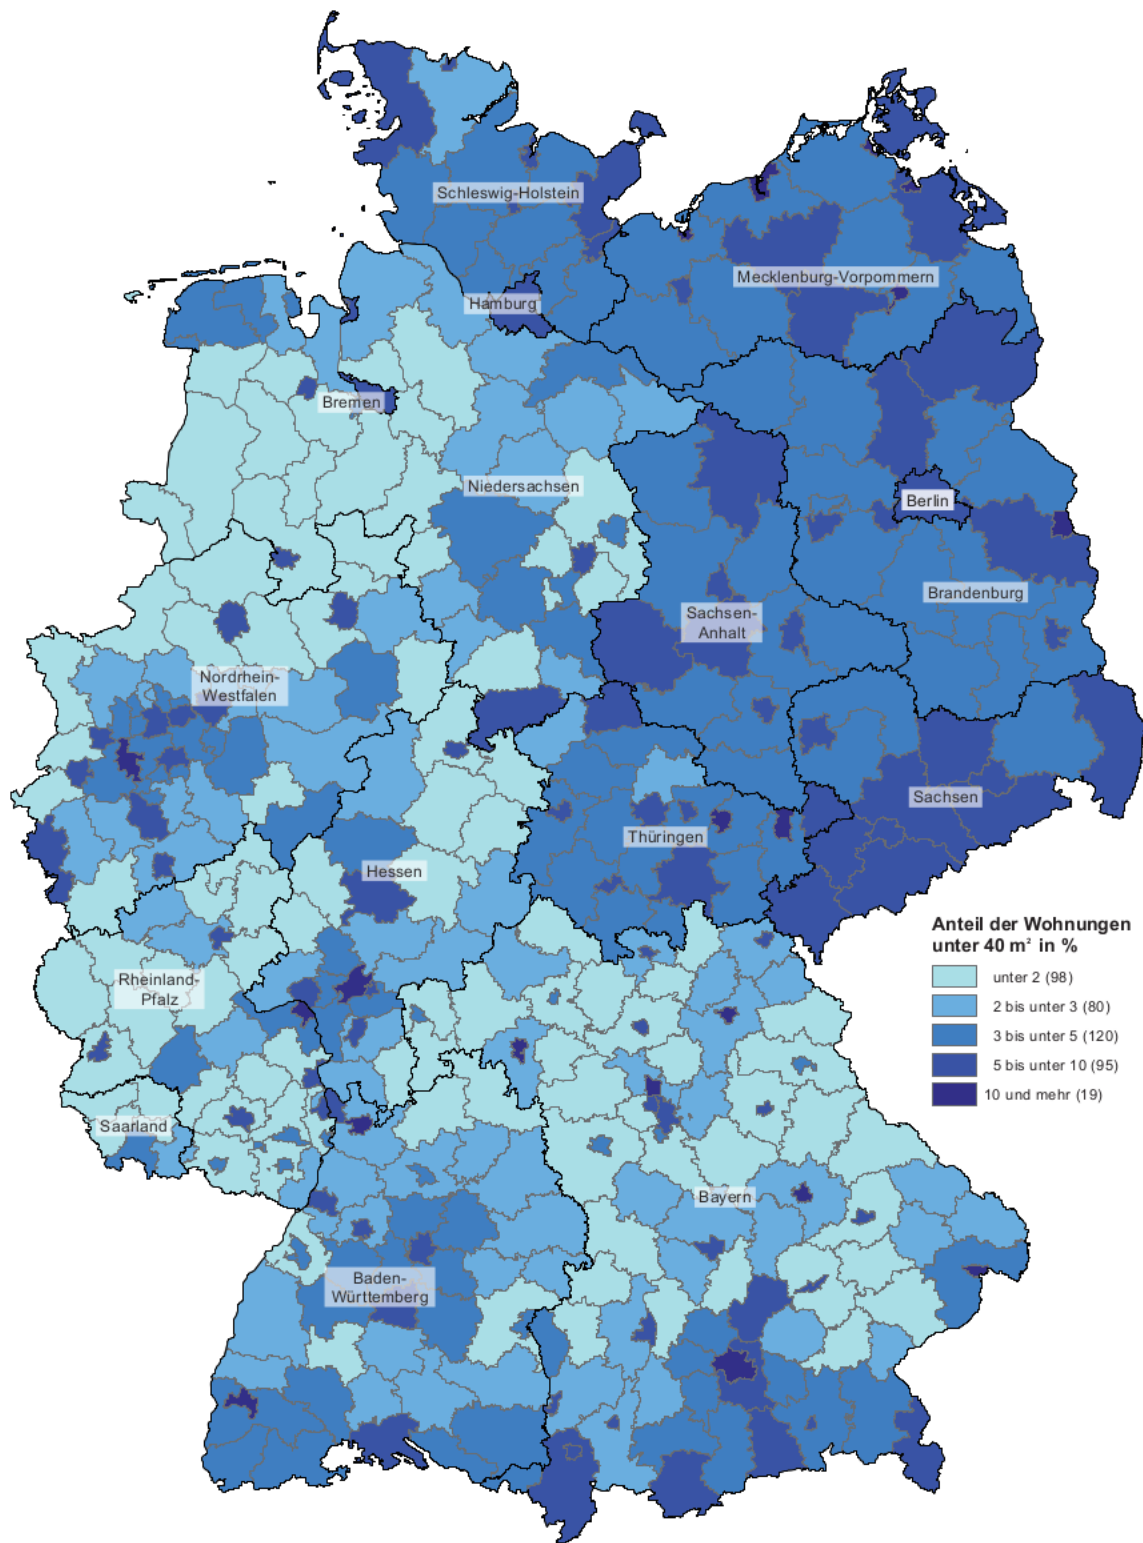 Schleswig-Holstein
Mecklenburg-Vorpommern
Hamburg
Bremen
Niedersachsen
Berlin
Brandenburg
Sachsen-
Anhalt
Nordrhein-
Westfalen
Sachsen
Thüringen
Hessen
Anteil der Wohnungen
unter 40 m² in %
unter 2 (98)
2 bis unter 3 (80)
3 bis unter 5 (120)
5 bis unter 10 (95)
10 und mehr (19)
Rheinland-
Pfalz
Saarland
Bayern
Baden-
Württemberg